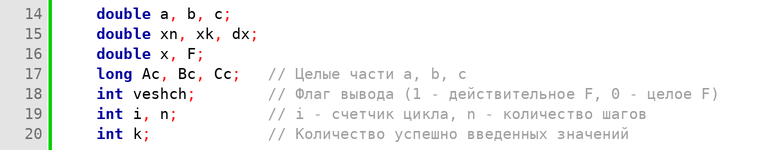 14 double a, b, c;
15 double xn, xk, dx;
16 double x, F;
17 long Ac, Bc, Cc; // Целые части a, b, c
18 int veshch; // Флаг вывода (1 - действительное F, 0 - целое F)
19 int i, n; // i - счетчик цикла, n - количество шагов
20 int k; // Количество успешно введенных значений